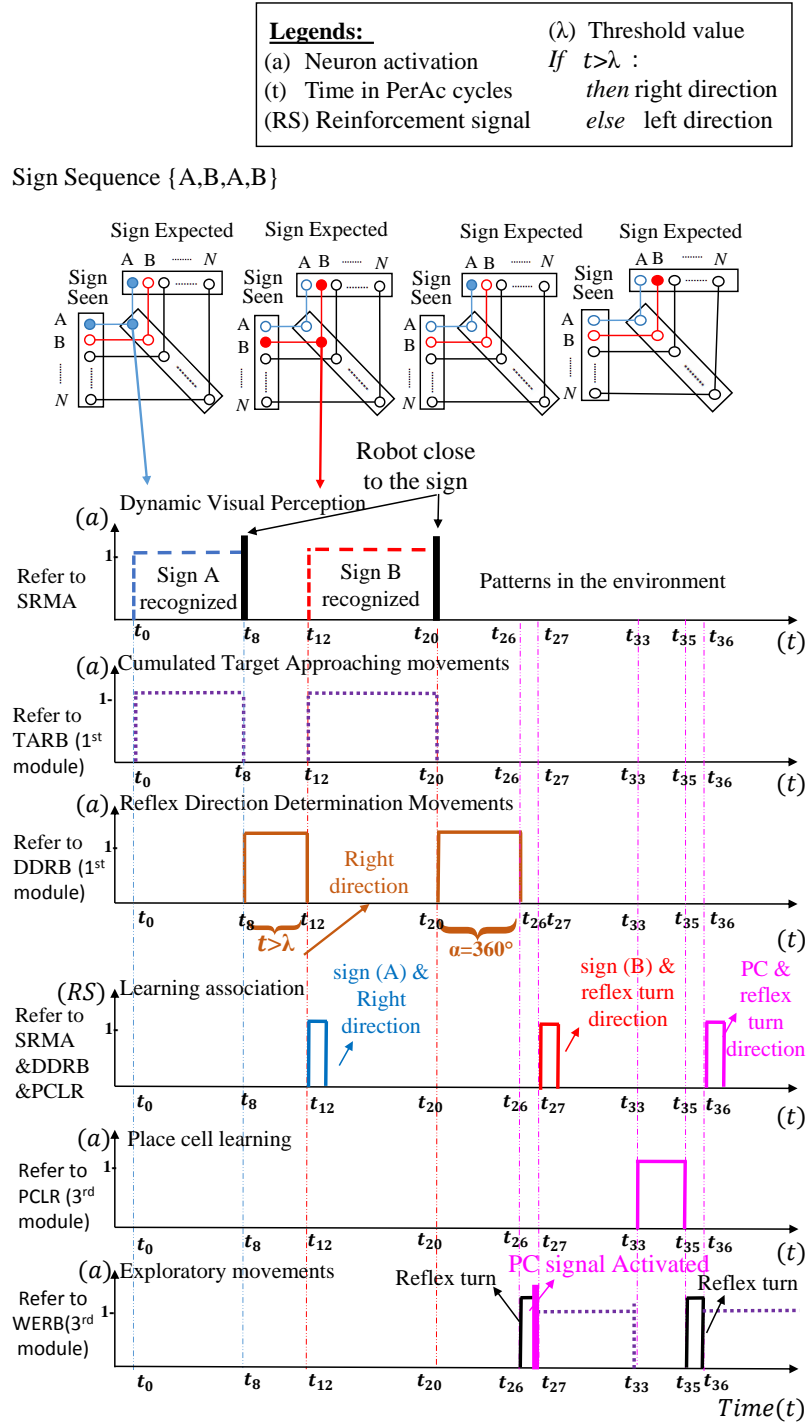 Legends:
(a) Neuron activation
(t) Time in PerAc cycles
(RS) Reinforcement signal
(λ) Threshold value
If t>λ :
then right direction
else left direction
Sign Sequence {A,B,A,B}
Sign Expected
A B ........ N
Sign
Seen
A
B
........
N
Sign Expected
A B ........ N
Sign
Seen
A
B
........
N
Sign Expected
A B ........ N
Sign
Seen
A
B
........
N
Sign Expected
A B ........ N
Sign
Seen
A
B
........
N
Robot close
to the sign
(a) Dynamic Visual Perception
1-
Refer to
SRMA
Sign A
recognized
Sign B
recognized
Patterns in the environment
t0 t8 t12 t20 t26 t27 t33 t35 t36 (t)
(a) Cumulated Target Approaching movements
1-
Refer to
TARB (1st
module)
t0 t8 t12 t20 t26 t27 t33 t35 t36 (t)
(a) Reflex Direction Determination Movements
1-
Refer to
DDRB (1st
module)
Right
direction
t0 t8 t12 t20 t26 t27 t33 t35 t36 (t)
t>λ
α=360°
(RS) Learning association
1-
Refer to
SRMA
&DDRB
&PCLR
sign (A) &
Right
direction
sign (B) &
reflex turn
direction
PC &
reflex
turn
direction
t0 t8 t12 t20 t26 t27 t33 t35 t36 (t)
(a) Place cell learning
1-
Refer to
PCLR (3rd
module)
t0 t8 t12 t20 t26 t27 t33 t35 t36 (t)
(a) Exploratory movements
1-
Refer to
WERB(3rd
module)
Reflex turn
PC signal Activated
Reflex turn
t0 t8 t12 t20 t26 t27 t33 t35 t36
Time(t)